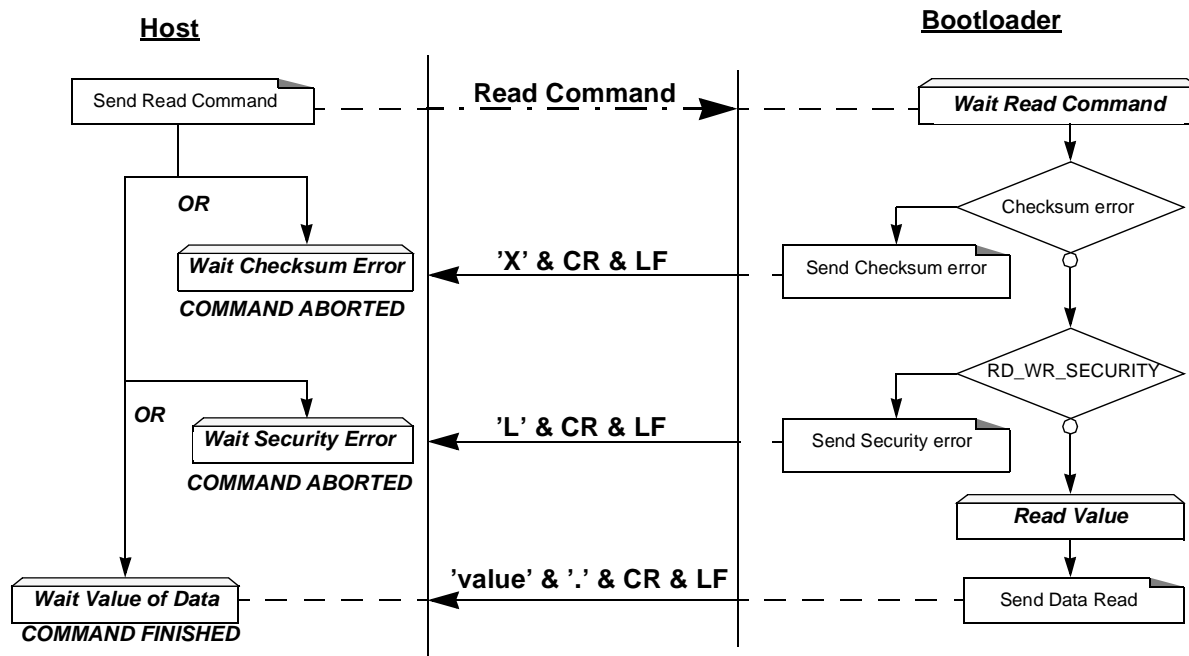 Host
Bootloader
Send Read Command
Read Command
Wait Read Command
OR
Checksum error
Wait Checksum Error
’X’ & CR & LF
Send Checksum error
COMMAND ABORTED
RD_WR_SECURITY
OR
Wait Security Error
’L’ & CR & LF
Send Security error
COMMAND ABORTED
Read Value
'value' & '.' & CR & LF
Wait Value of Data
Send Data Read
COMMAND FINISHED